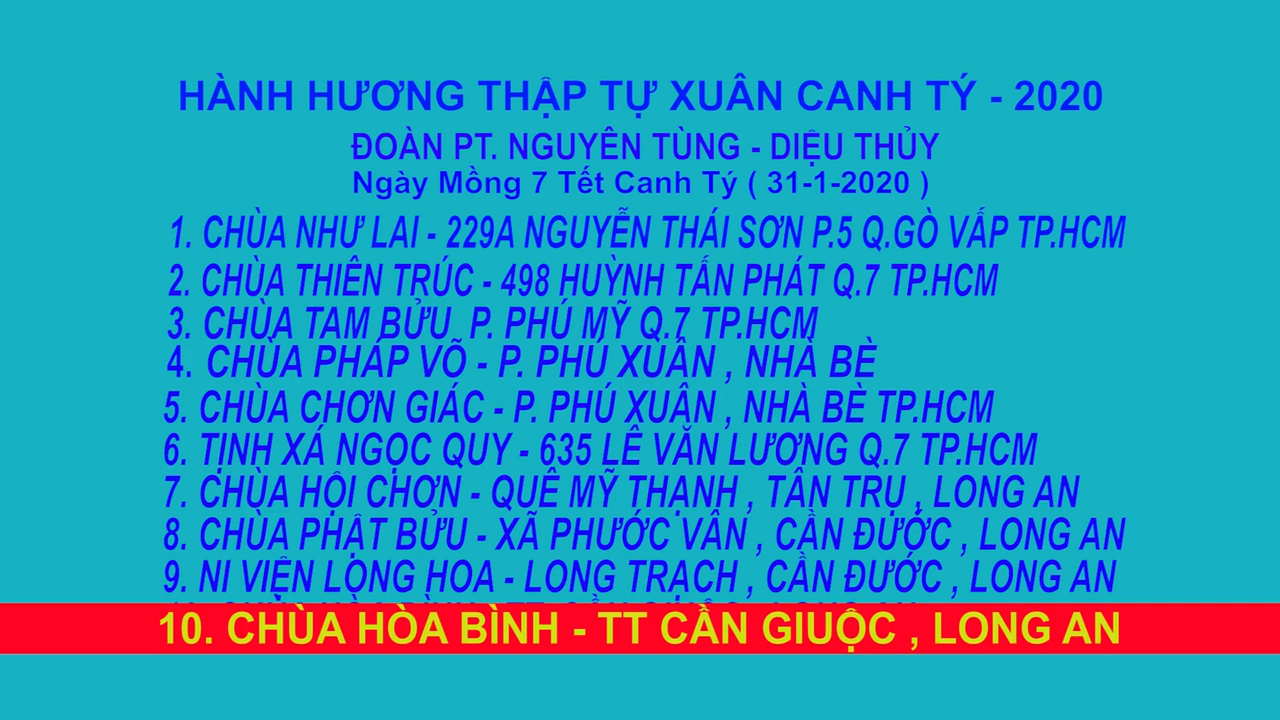 HÀNH HƯƠNG THẬP TỰ XUÂN CANH TÝ - 2020
ĐOÀN PT. NGUYÊN TÙNG - DIỆU THỦY
Ngày Mồng 7 Tết Canh Tý ( 31-1-2020 )
1. CHÙA NHƯ LAI - 229A NGUYỄN THÁI SƠN P.5 Q.GÒ VẤP TP.HCM
2. CHÙA THIÊN TRÚC - 498 HUỲNH TẤN PHÁT Q.7 TP.HCM
3. CHÙA TAM BỬU P. PHÚ MỸ Q.7 TP.HCM
4. CHÙA PHÁP VÕ - P. PHÚ XUÂN , NHÀ BÈ
5. CHÙA CHƠN GIÁC - P. PHÚ XUÂN , NHÀ BÈ TP.HCM
6. TỊNH XÁ NGỌC QUY - 635 LÊ VĂN LƯƠNG Q.7 TP.HCM
7. CHÙA HỘI CHƠN - QUÊ MỸ THẠNH , TÂN TRỤ , LONG AN
8. CHÙA PHẬT BỬU - XÃ PHƯỚC VÂN , CẦN ĐƯỚC , LONG AN
9. NI VIỆN LONG HOA - LONG TRẠCH , CẦN ĐƯỚC , LONG AN
10. CHÙA HÒA BÌNH - TT CẦN GIUỘC , LONG AN